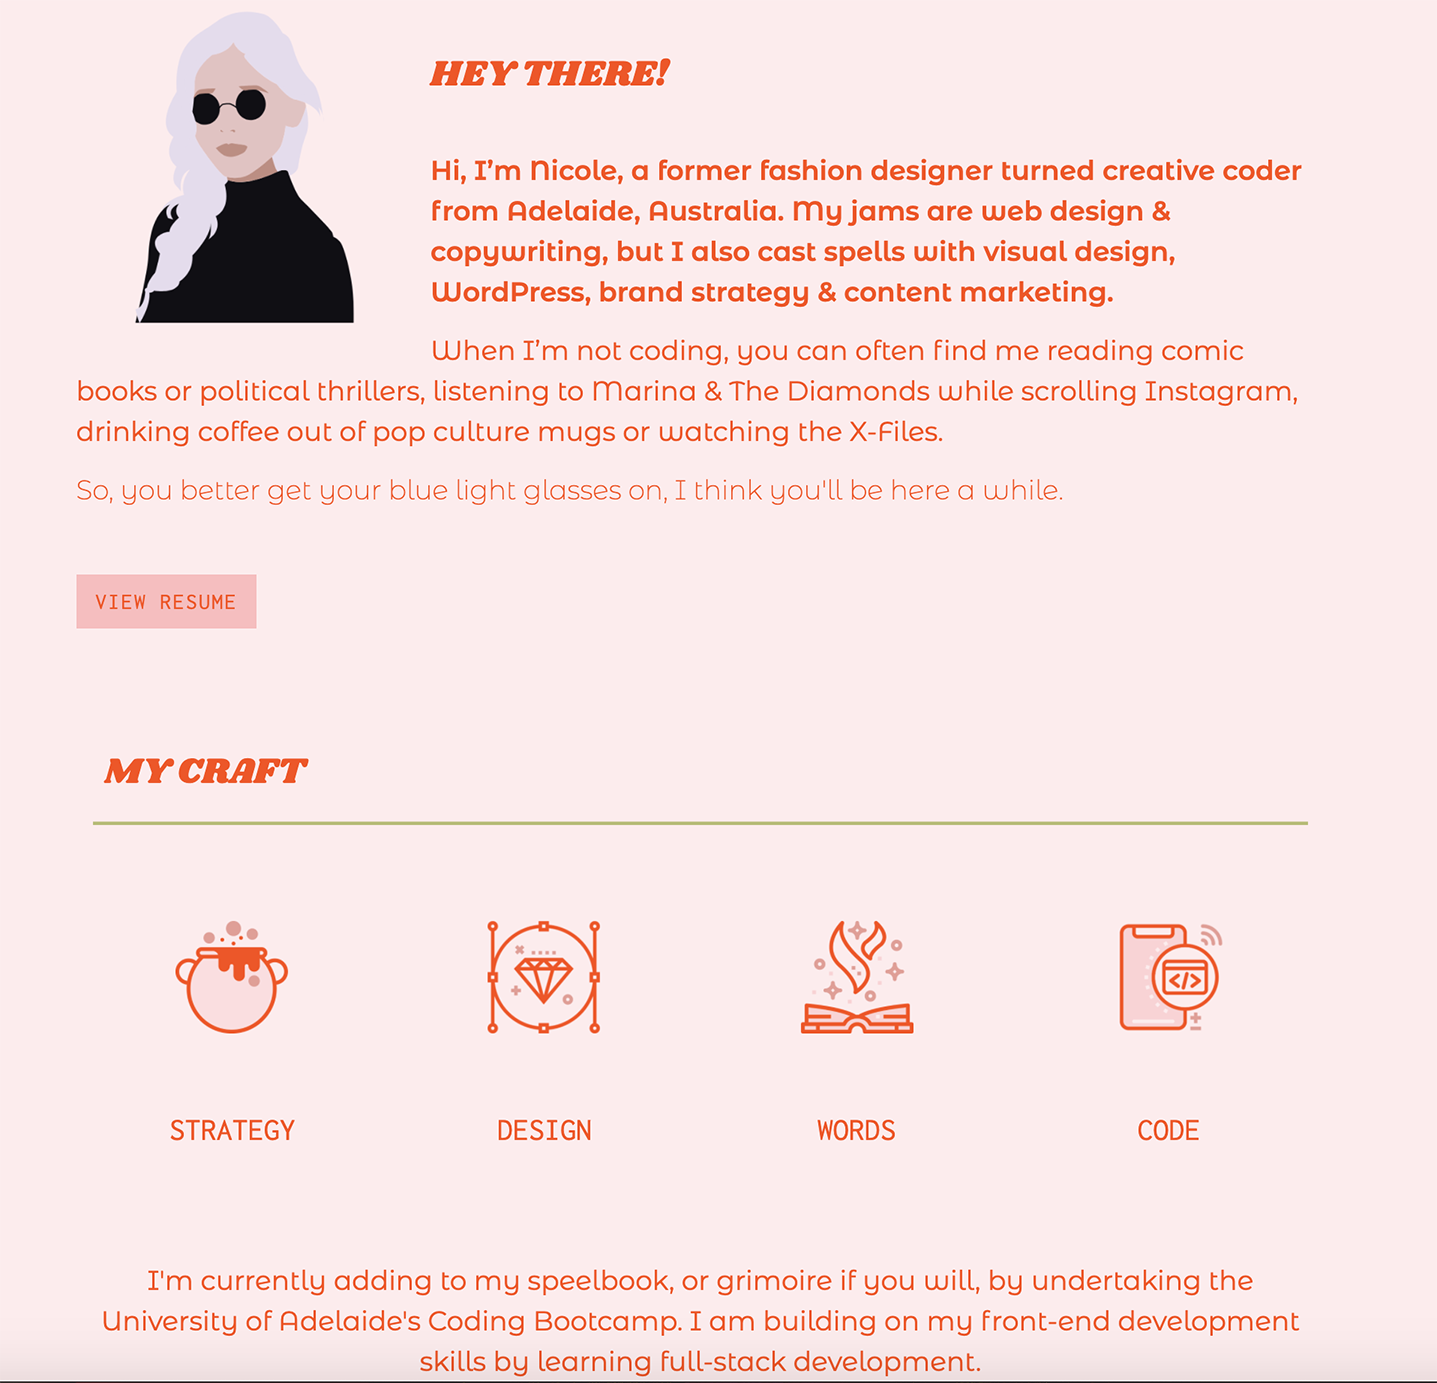 HEY THERE!
Hi, I’m Nicole, a former fashion designer turned creative coder
from Adelaide, Australia. My jams are web design &
copywriting, but I also cast spells with visual design,
WordPress, brand strategy & content marketing.
When I’m not coding, you can often find me reading comic
books or political thrillers, listening to Marina & The Diamonds while scrolling Instagram,
drinking coffee out of pop culture mugs or watching the X-Files.
So, you better get your blue light glasses on, I think you'll be here a while.
VIEW RESUME
MY CRAFT
STRATEGY
DESIGN
WORDS
CODE
I'm currently adding to my speelbook, or grimoire if you will, by undertaking the
University of Adelaide's Coding Bootcamp. I am building on my front-end development
skills by learning full-stack development.